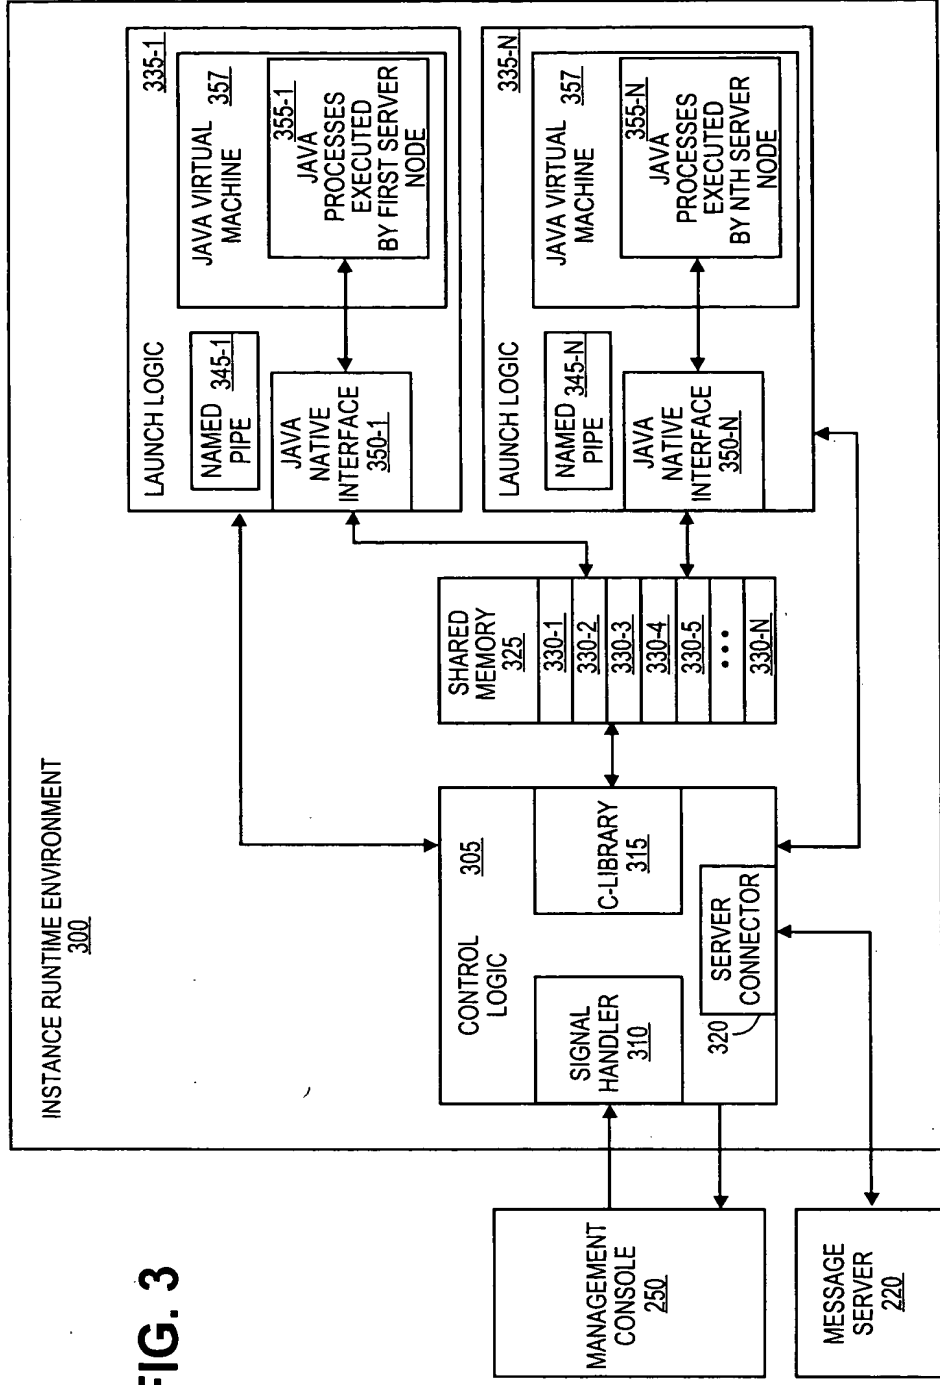 INSTANCE RUNTIME ENVIRONMENT
300
MANAGEMENT
CONSOLE
250
MESSAGE
SERVER
220
CONTROL
LOGIC
305
SIGNAL
HANDLER
310
C-LIBRARY
315
320
SERVER
CONNECTOR
SHARED
MEMORY
325
330-1
330-2
330-3
330-4
330-5
•••
330-N
LAUNCH LOGIC
335-1
NAMED
PIPE
345-1
JAVA
NATIVE
INTERFACE
350-1
JAVA VIRTUAL
MACHINE
357
355-1
JAVA
PROCESSES
EXECUTED
BY FIRST SERVER
NODE
LAUNCH LOGIC
335-N
NAMED
PIPE
345-N
JAVA
NATIVE
INTERFACE
350-N
JAVA VIRTUAL
MACHINE
357
355-N
JAVA
PROCESSES
EXECUTED
BY NTH SERVER
NODE
FIG. 3